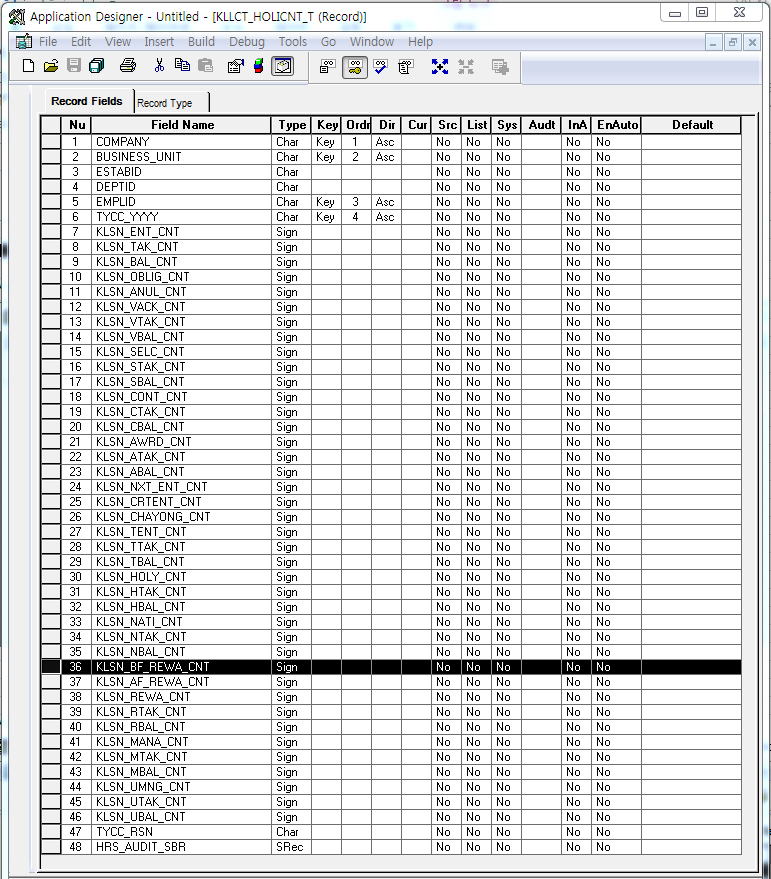 Application Designer - Untitled - [KLLCT_HOLICNT_T (Record)]
File Edit View Insert Build Debug Tools Go Window Help
Record Fields Record Type
Nu Field Name Type Key Ordr Dir Cur Src List Sys Audt InA EnAuto Default
1 COMPANY Char Key 1 Asc No No No No No
2 BUSINESS_UNIT Char Key 2 Asc No No No No No
3 ESTABID Char No No No No No
4 DEPTID Char No No No No No
5 EMPLID Char Key 3 Asc No No No No No
6 TYCC_YYYY Char Key 4 Asc No No No No No
7 KLSN_ENT_CNT Sign No No No No No
8 KLSN_TAK_CNT Sign No No No No No
9 KLSN_BAL_CNT Sign No No No No No
10 KLSN_OBLIG_CNT Sign No No No No No
11 KLSN_ANUL_CNT Sign No No No No No
12 KLSN_VACK_CNT Sign No No No No No
13 KLSN_VTAK_CNT Sign No No No No No
14 KLSN_VBAL_CNT Sign No No No No No
15 KLSN_SELC_CNT Sign No No No No No
16 KLSN_STAK_CNT Sign No No No No No
17 KLSN_SBAL_CNT Sign No No No No No
18 KLSN_CONT_CNT Sign No No No No No
19 KLSN_CTAK_CNT Sign No No No No No
20 KLSN_CBAL_CNT Sign No No No No No
21 KLSN_AWRD_CNT Sign No No No No No
22 KLSN_ATAK_CNT Sign No No No No No
23 KLSN_ABAL_CNT Sign No No No No No
24 KLSN_NXT_ENT_CNT Sign No No No No No
25 KLSN_CRTENT_CNT Sign No No No No No
26 KLSN_CHAYONG_CNT Sign No No No No No
27 KLSN_TENT_CNT Sign No No No No No
28 KLSN_TTAK_CNT Sign No No No No No
29 KLSN_TBAL_CNT Sign No No No No No
30 KLSN_HOLY_CNT Sign No No No No No
31 KLSN_HTAK_CNT Sign No No No No No
32 KLSN_HBAL_CNT Sign No No No No No
33 KLSN_NATI_CNT Sign No No No No No
34 KLSN_NTAK_CNT Sign No No No No No
35 KLSN_NBAL_CNT Sign No No No No No
36 KLSN_BF_REWA_CNT Sign No No No No No
37 KLSN_AF_REWA_CNT Sign No No No No No
38 KLSN_REWA_CNT Sign No No No No No
39 KLSN_RTAK_CNT Sign No No No No No
40 KLSN_RBAL_CNT Sign No No No No No
41 KLSN_MANA_CNT Sign No No No No No
42 KLSN_MTAK_CNT Sign No No No No No
43 KLSN_MBAL_CNT Sign No No No No No
44 KLSN_UMNG_CNT Sign No No No No No
45 KLSN_UTAK_CNT Sign No No No No No
46 KLSN_UBAL_CNT Sign No No No No No
47 TYCC_RSN Char No No No No No
48 HRS_AUDIT_SBR SRec No No No No No